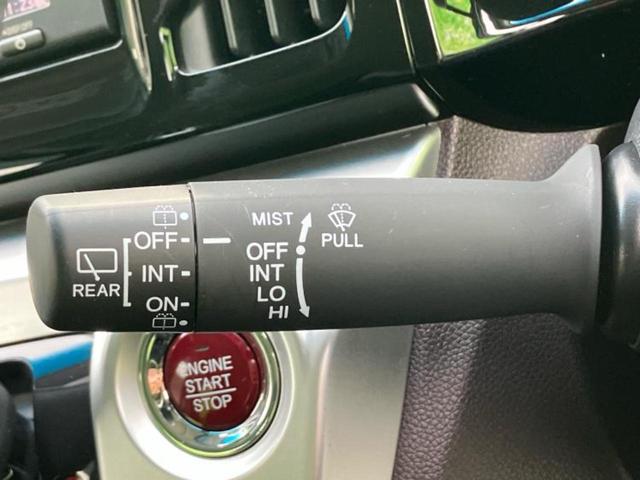 MIST
OFF
OFF
PULL
INT
INT
REAR
LO
ON
HI
ENGINE
START
STOP